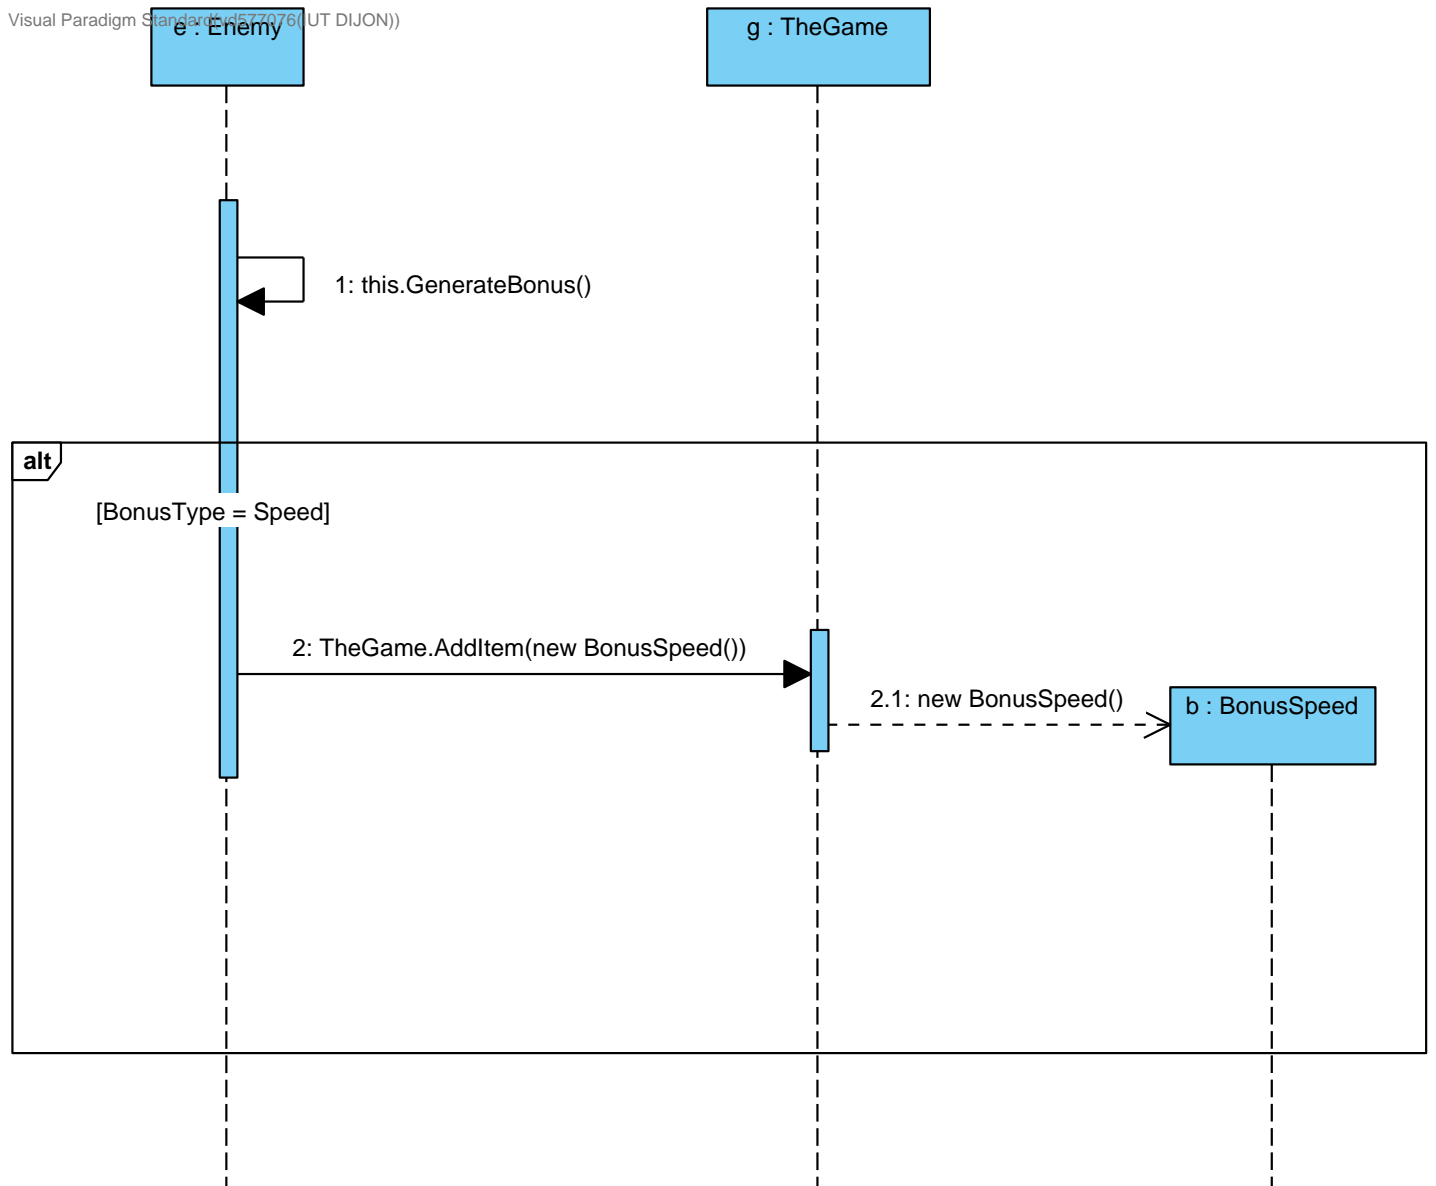 Visual Paradigm Standard(yd577076(IUT DIJON))
e : Enemy
g : TheGame
1: this.GenerateBonus()
alt
[BonusType = Speed]
2: TheGame.AddItem(new BonusSpeed())
2.1: new BonusSpeed()
b : BonusSpeed